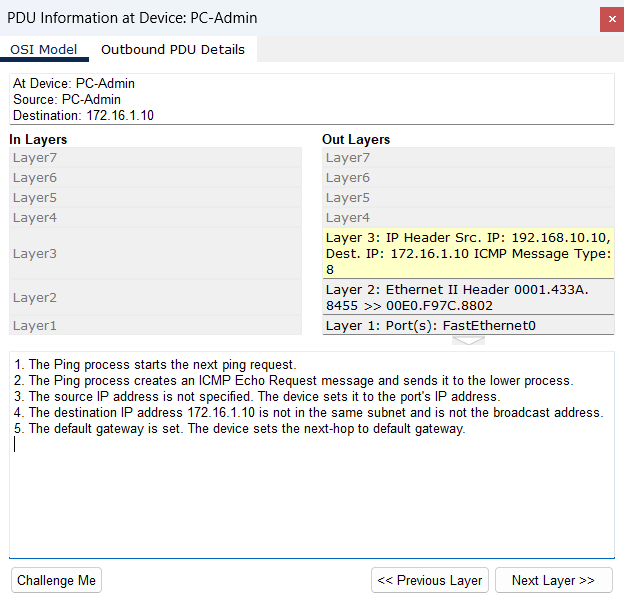 PDU Information at Device: PC-Admin
OSI Model
Outbound PDU Details
At Device: PC-Admin
Source: PC-Admin
Destination: 172.16.1.10
In Layers
Layer7
Layer6
Layer5
Layer4
Layer3
Layer2
Layer1
Out Layers
Layer7
Layer6
Layer5
Layer4
Layer 3: IP Header Src. IP: 192.168.10.10,
Dest. IP: 172.16.1.10 ICMP Message Type:
8
Layer 2: Ethernet II Header 0001.433A.
8455 >> 00E0.F97C.8802
Layer 1: Port(s): FastEthernet0
1. The Ping process starts the next ping request.
2. The Ping process creates an ICMP Echo Request message and sends it to the lower process.
3. The source IP address is not specified. The device sets it to the port's IP address.
4. The destination IP address 172.16.1.10 is not in the same subnet and is not the broadcast address.
5. The default gateway is set. The device sets the next-hop to default gateway.
Challenge Me
<< Previous Layer
Next Layer >>